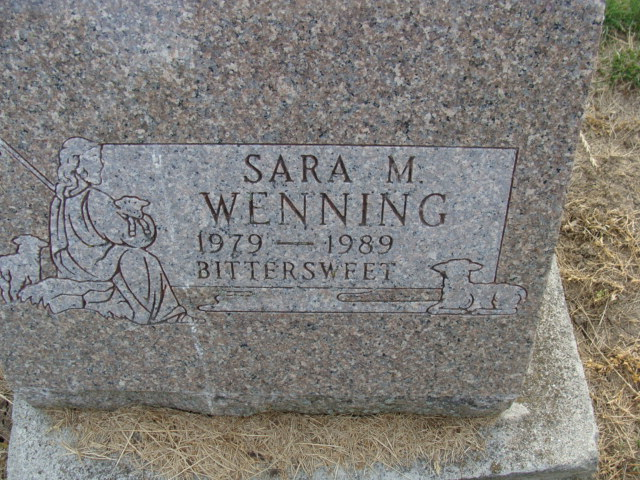 SARA M.
WENNING
1979 — 1989
BITTERSWEET